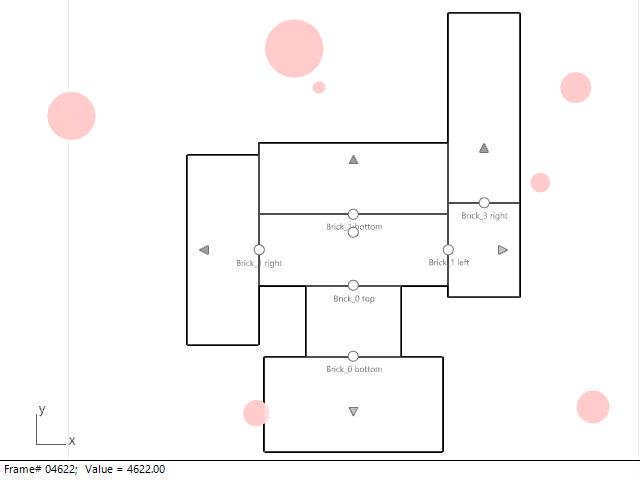 Brick_3 right
Brick_2 bottom
Brick_1 right
Brick_1 left
Brick_0 top
Brick_0 bottom
y
x
Frame# 04622; Value = 4622.00